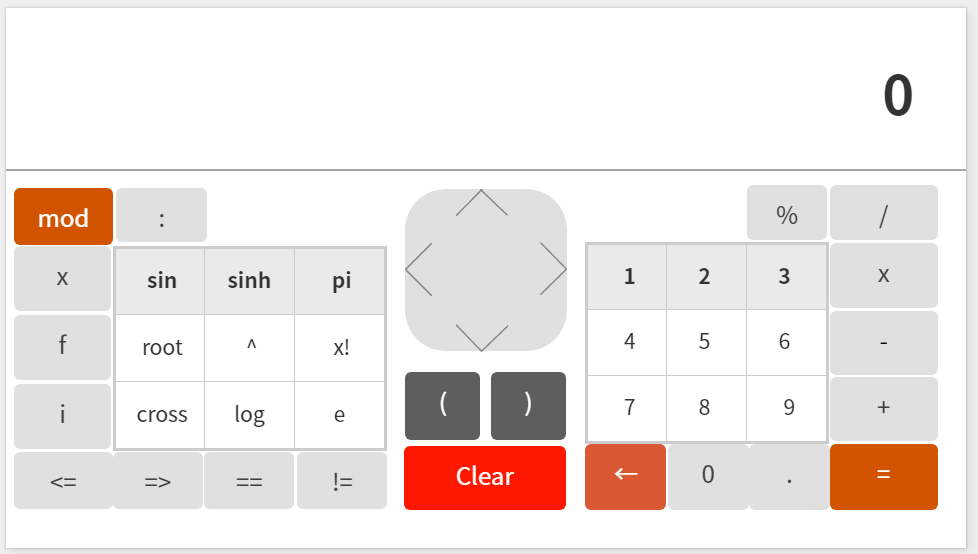 0
mod : % /
x sin sinh pi 1 2 3 x
f root ^ x! 4 5 6 -
i cross log e ( ) 7 8 9 +
<= => == != Clear ← 0 . =